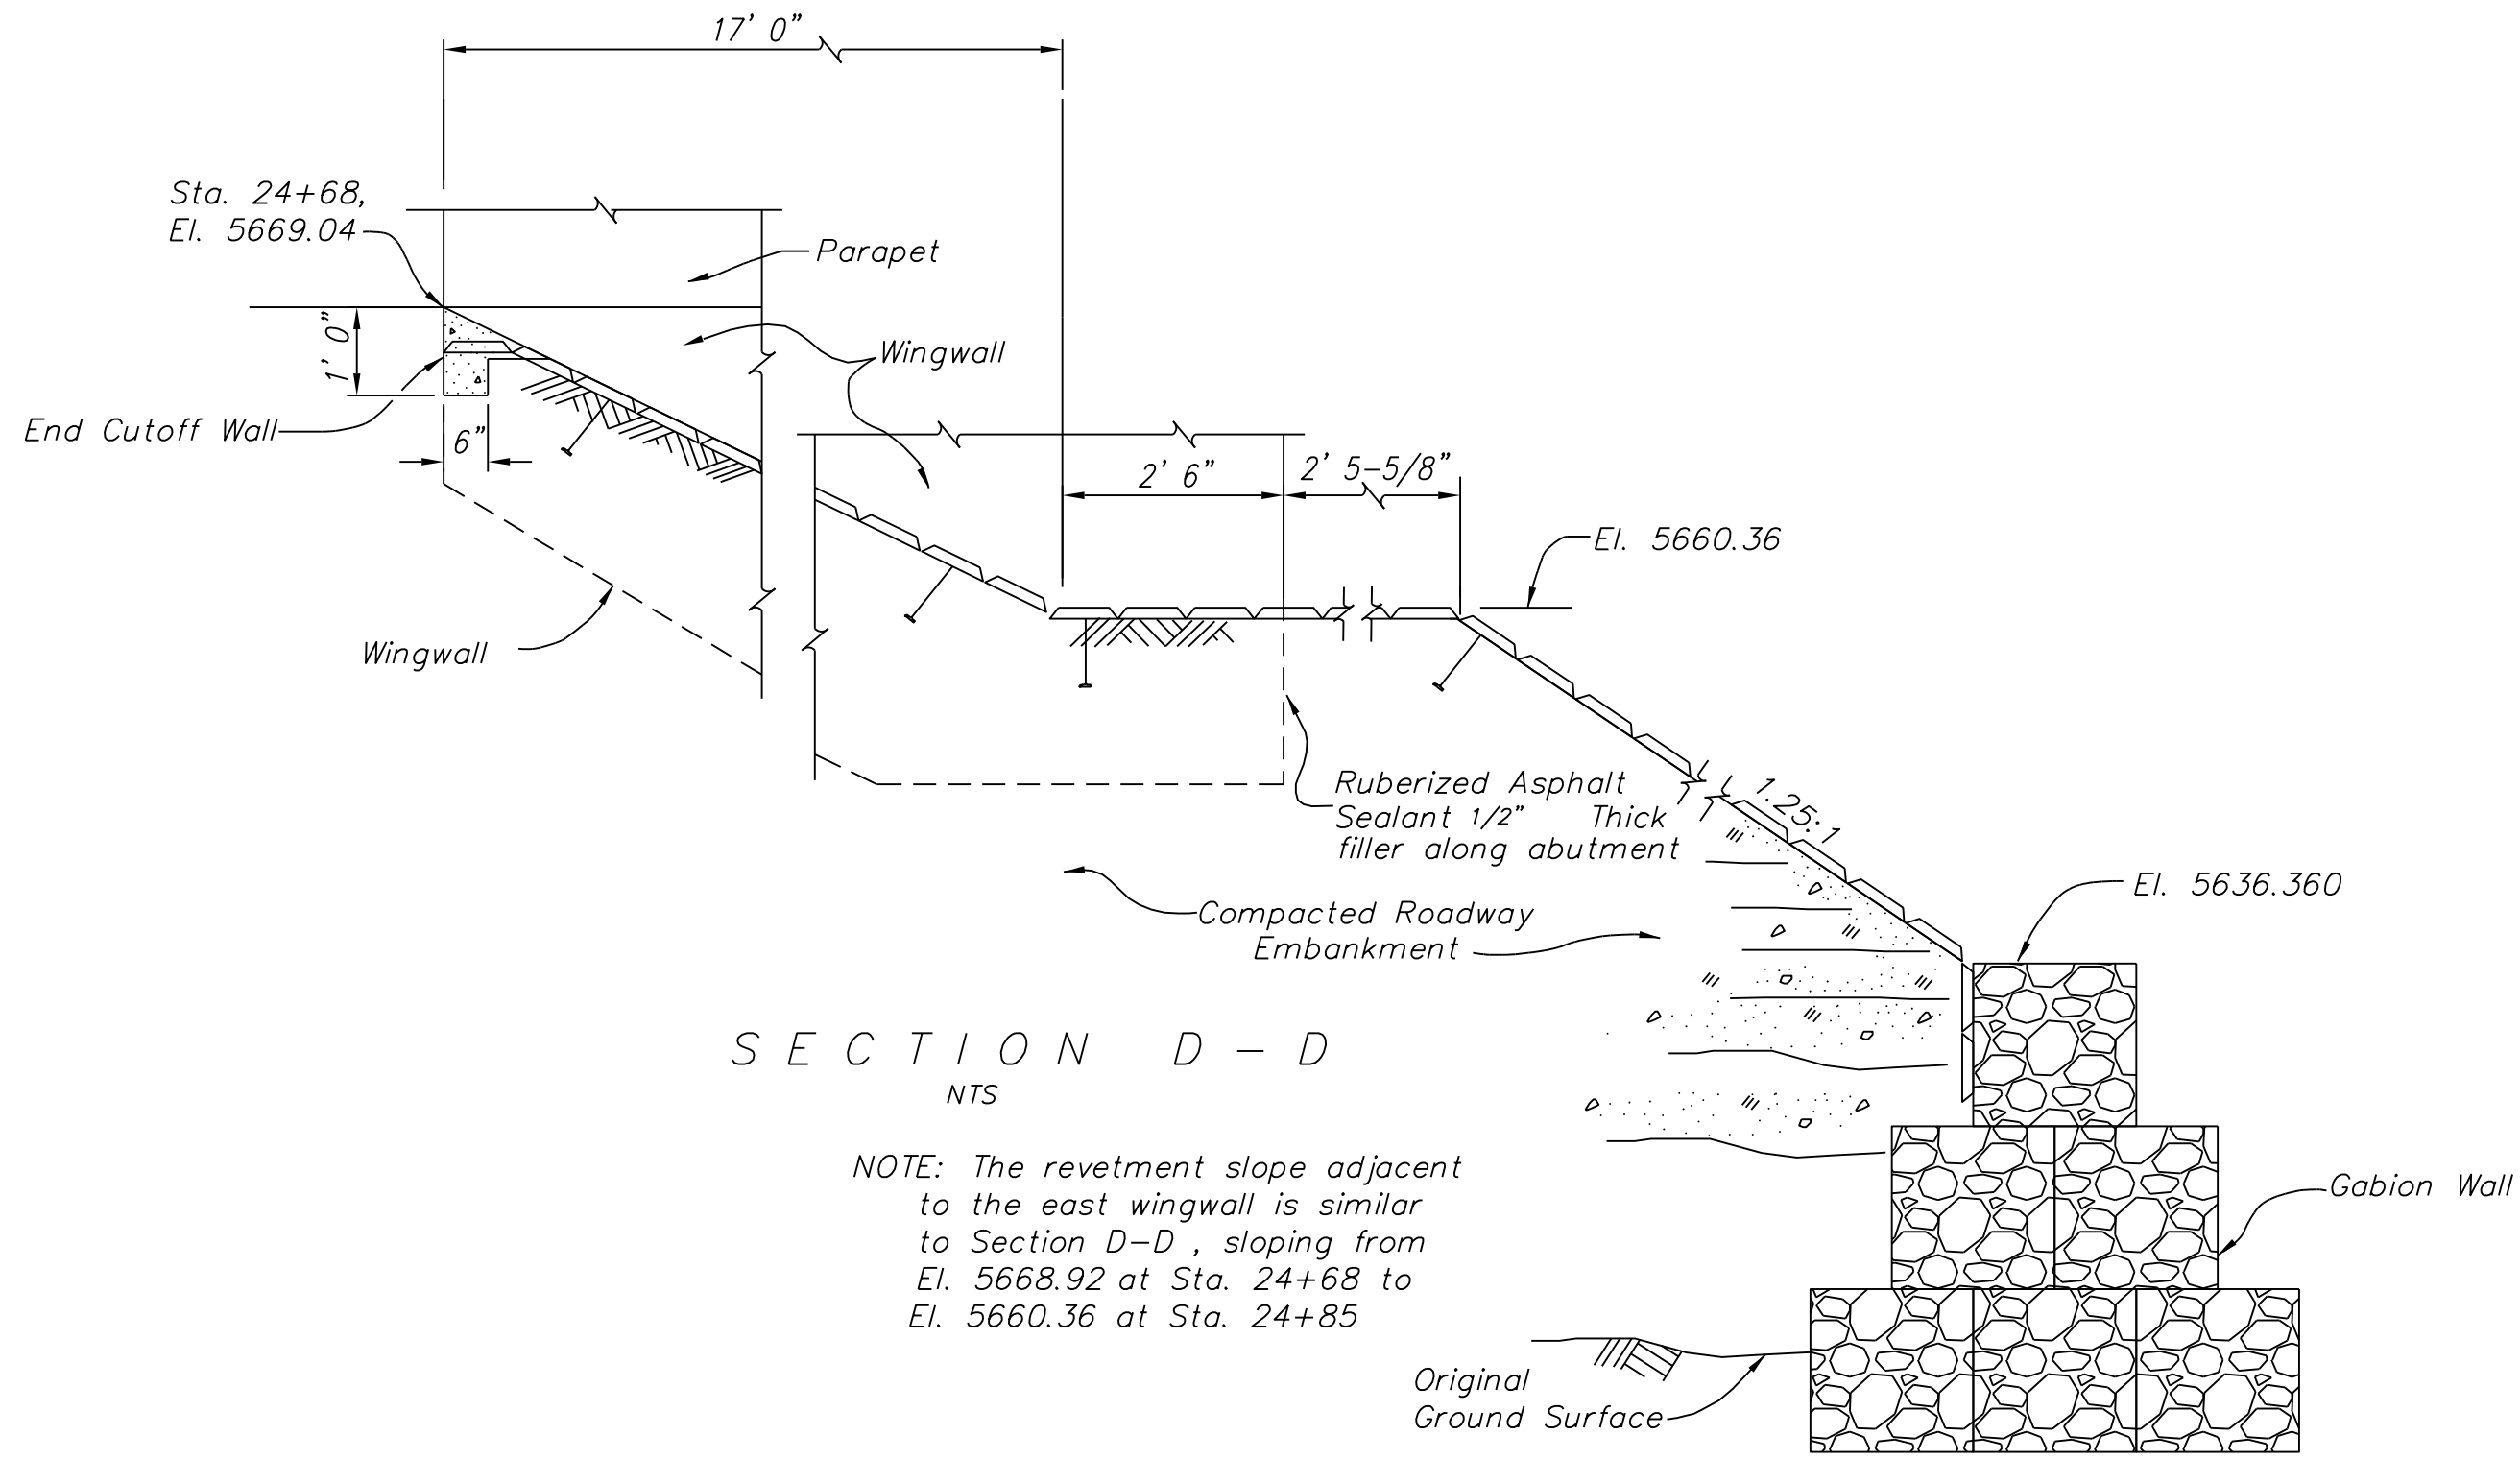 17' 0"
Sta. 24+68,
El. 5669.04
Parapet
1' 0"
Wingwall
End Cutoff Wall
6"
2' 6"
2' 5-5/8"
El. 5660.36
Wingwall
Ruberized Asphalt
Sealant 1/2" Thick
filler along abutment
1.25:1
El. 5636.360
Compacted Roadway
Embankment
SECTION D-D
NTS
NOTE: The revetment slope adjacent
to the east wingwall is similar
to Section D-D , sloping from
El. 5668.92 at Sta. 24+68 to
El. 5660.36 at Sta. 24+85
Gabion Wall
Original
Ground Surface